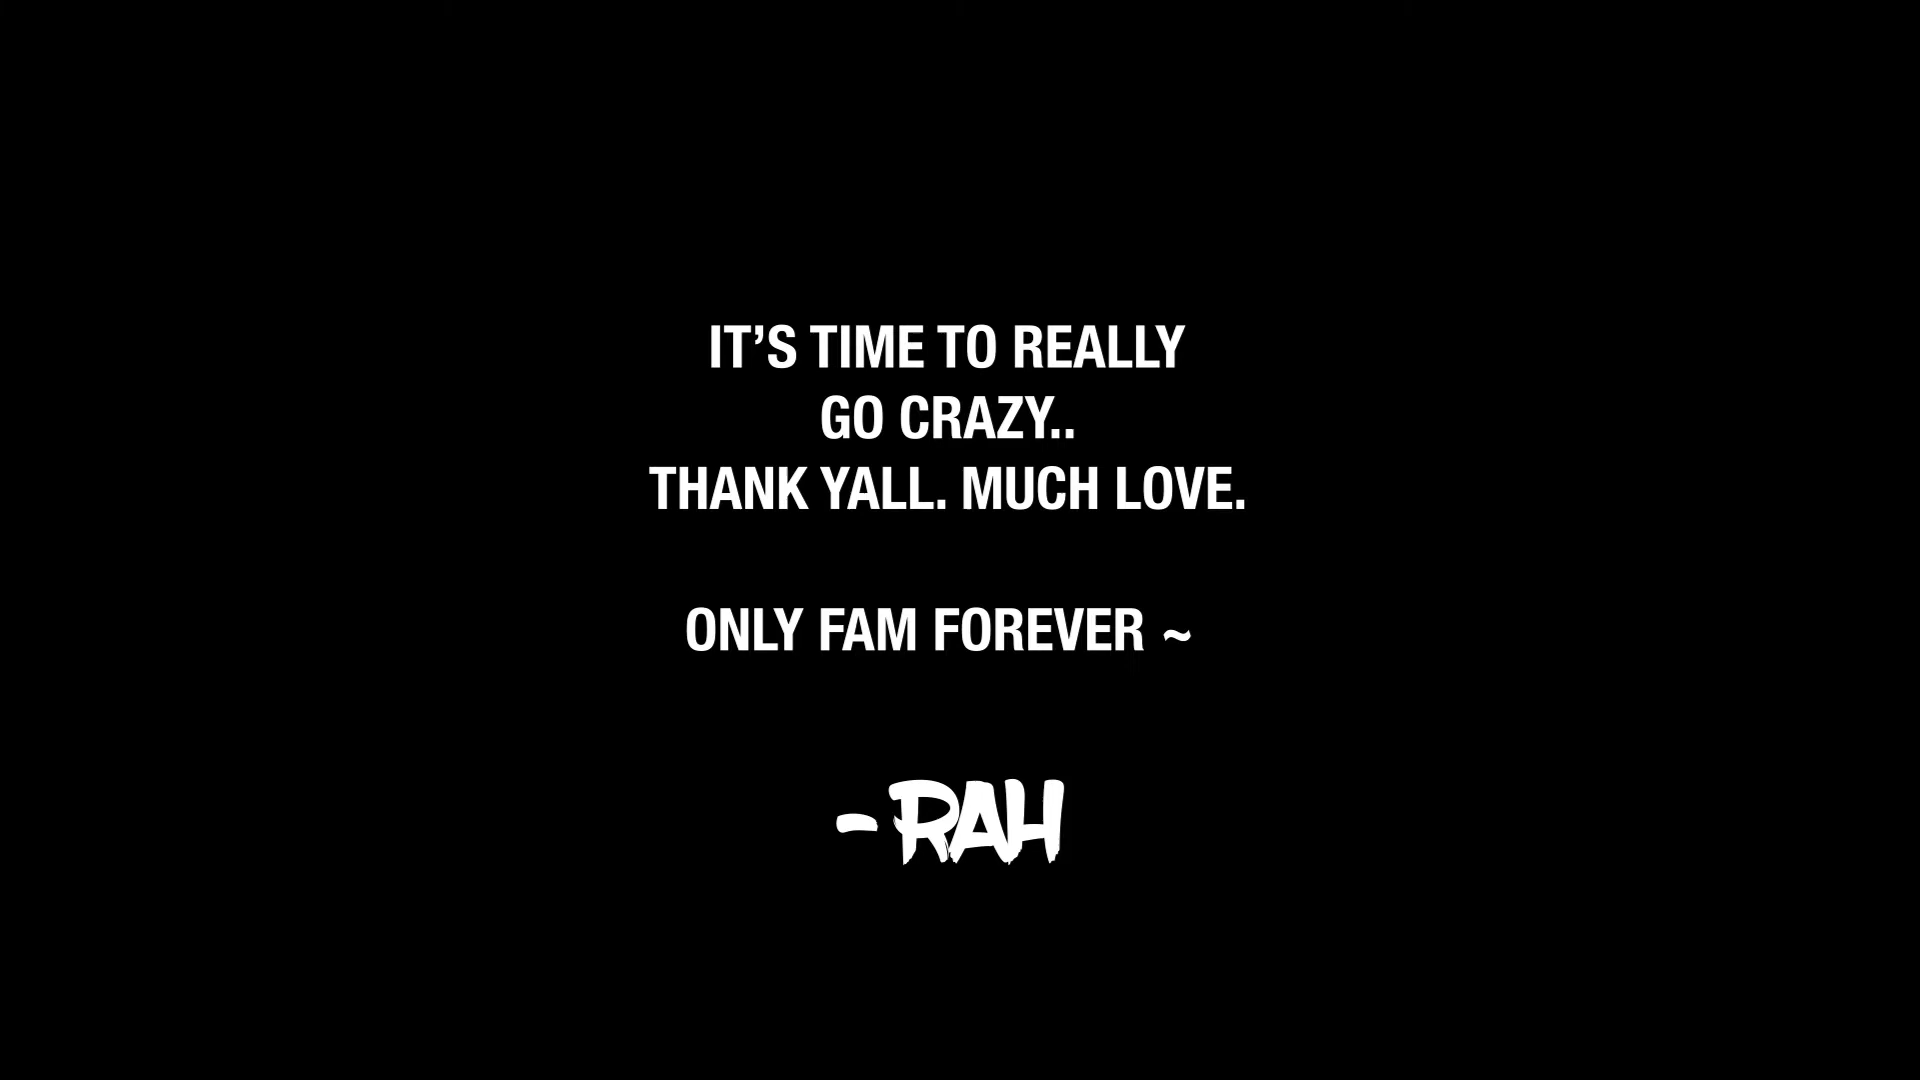 IT’S TIME TO REALLY
GO CRAZY..
THANK YALL. MUCH LOVE.
ONLY FAM FOREVER ~
- RAH